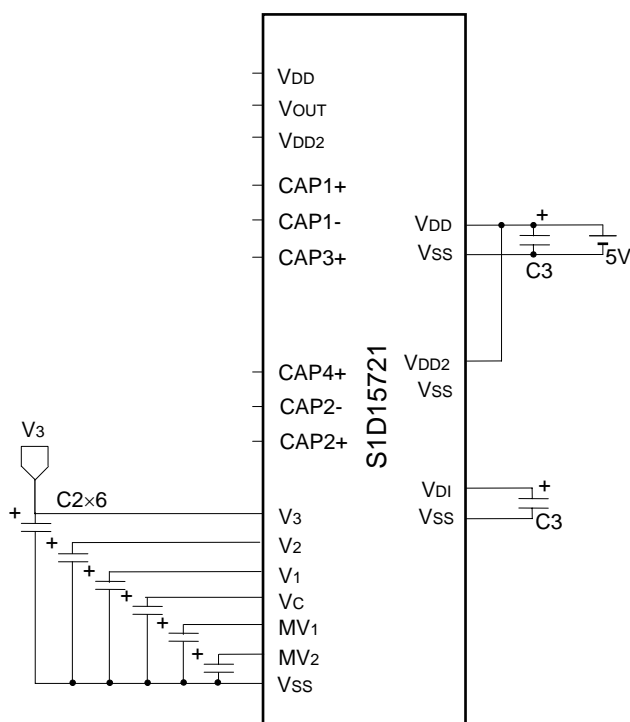 VDD
VOUT
VDD2
CAP1+
CAP1-
CAP3+
CAP4+
CAP2-
CAP2+
V3
C2×6
+
+
+
+
+
+
V3
V2
V1
VC
MV1
MV2
VSS
S1D15721
VDD
VSS
+
C3
5V
VDD2
VSS
VDI
VSS
+
C3